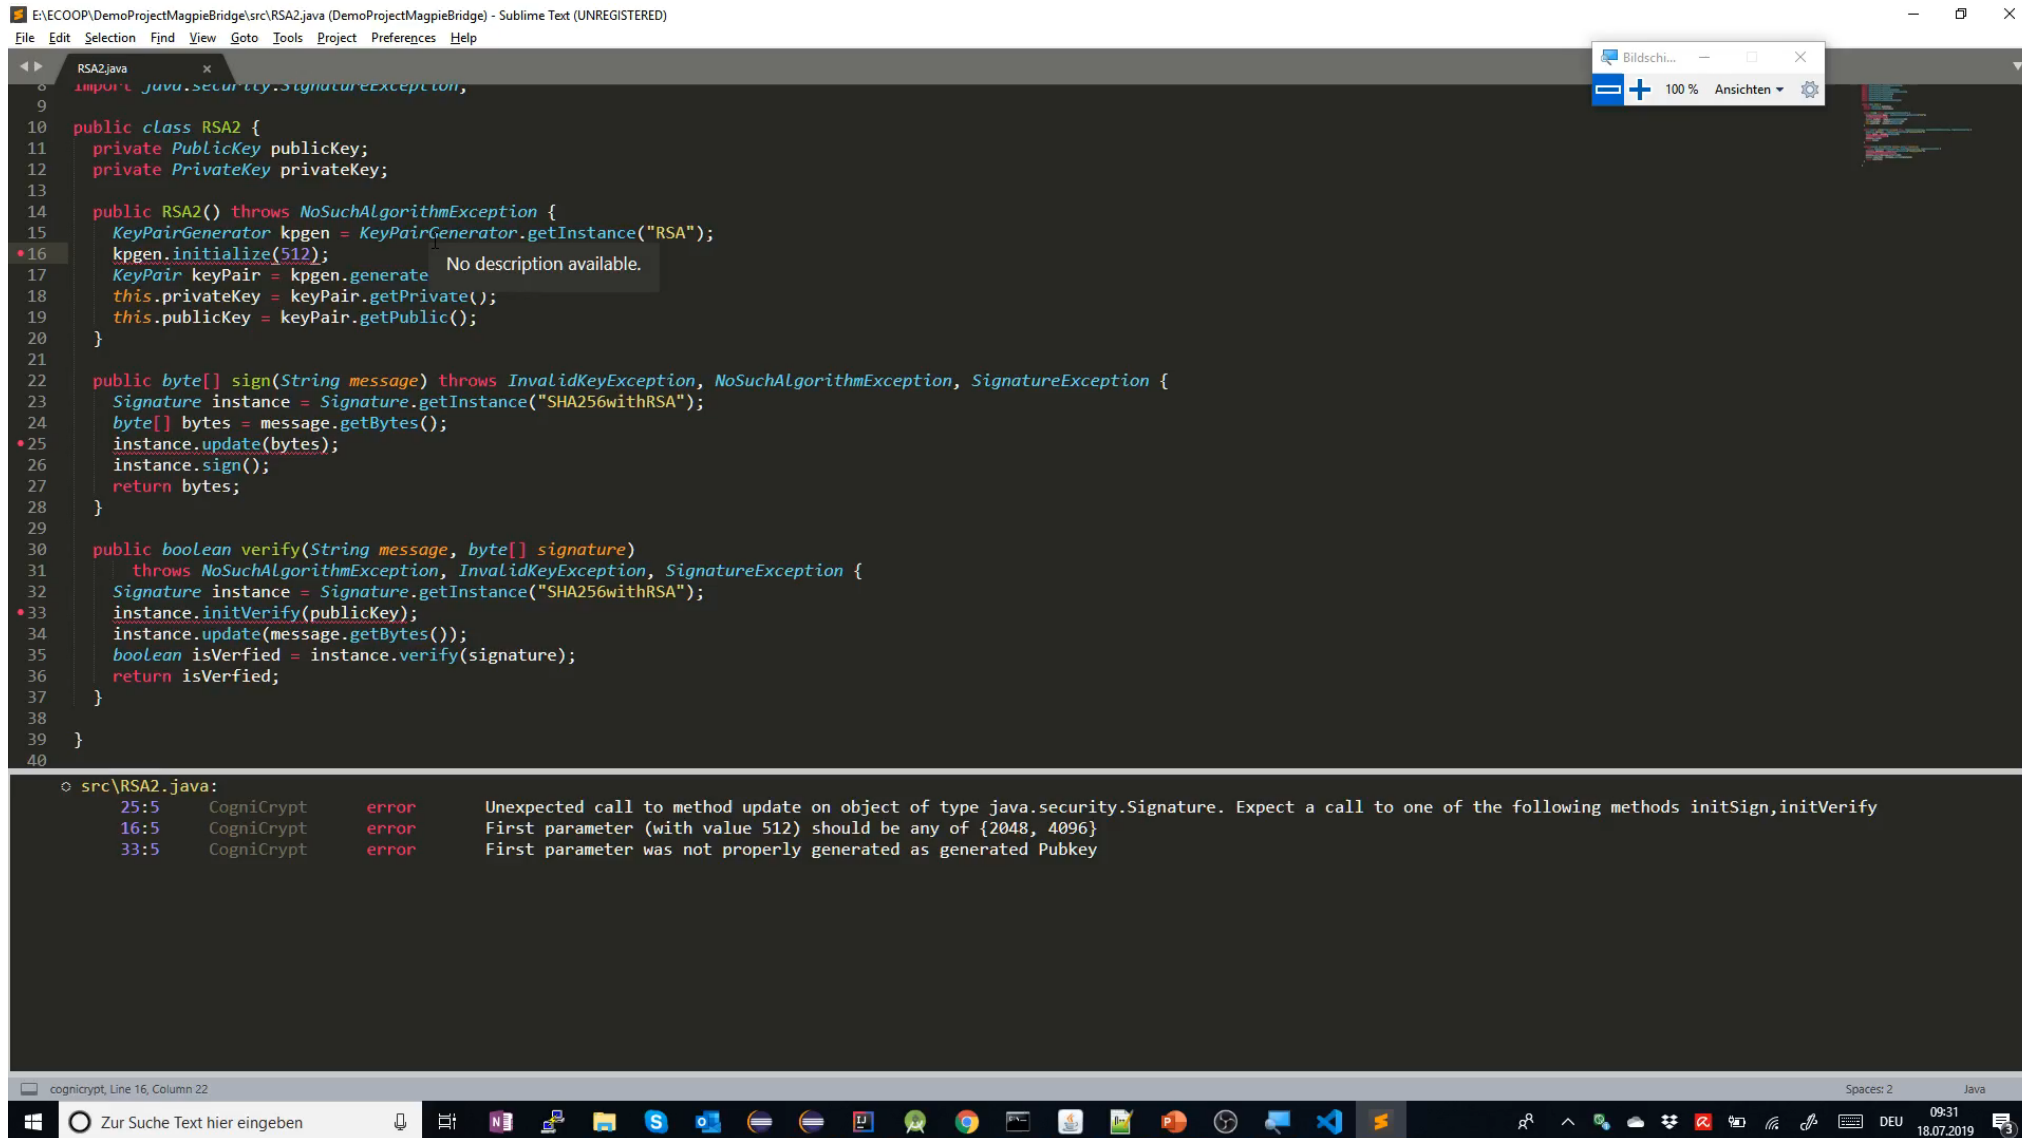 E:\ECOOP\DemoProjectMagpieBridge\src\RSA2.java (DemoProjectMagpieBridge) - Sublime Text (UNREGISTERED)
File Edit Selection Find View Goto Tools Project Preferences Help
Bildschi...
100 % Ansichten
RSA2.java
8 import java.security.SignatureException;
9
10 public class RSA2 {
11 private PublicKey publicKey;
12 private PrivateKey privateKey;
13
14 public RSA2() throws NoSuchAlgorithmException {
15 KeyPairGenerator kpgen = KeyPairGenerator.getInstance("RSA");
16 kpgen.initialize(512);
No description available.
17 KeyPair keyPair = kpgen.generate
18 this.privateKey = keyPair.getPrivate();
19 this.publicKey = keyPair.getPublic();
20 }
21
22 public byte[] sign(String message) throws InvalidKeyException, NoSuchAlgorithmException, SignatureException {
23 Signature instance = Signature.getInstance("SHA256withRSA");
24 byte[] bytes = message.getBytes();
25 instance.update(bytes);
26 instance.sign();
27 return bytes;
28 }
29
30 public boolean verify(String message, byte[] signature)
31 throws NoSuchAlgorithmException, InvalidKeyException, SignatureException {
32 Signature instance = Signature.getInstance("SHA256withRSA");
33 instance.initVerify(publicKey);
34 instance.update(message.getBytes());
35 boolean isVerfied = instance.verify(signature);
36 return isVerfied;
37 }
38
39 }
40
src\RSA2.java:
25:5 CogniCrypt error Unexpected call to method update on object of type java.security.Signature. Expect a call to one of the following methods initSign,initVerify
16:5 CogniCrypt error First parameter (with value 512) should be any of {2048, 4096}
33:5 CogniCrypt error First parameter was not properly generated as generated Pubkey
cognicrypt, Line 16, Column 22 Spaces: 2 Java
Zur Suche Text hier eingeben
DEU
09:31
18.07.2019
3